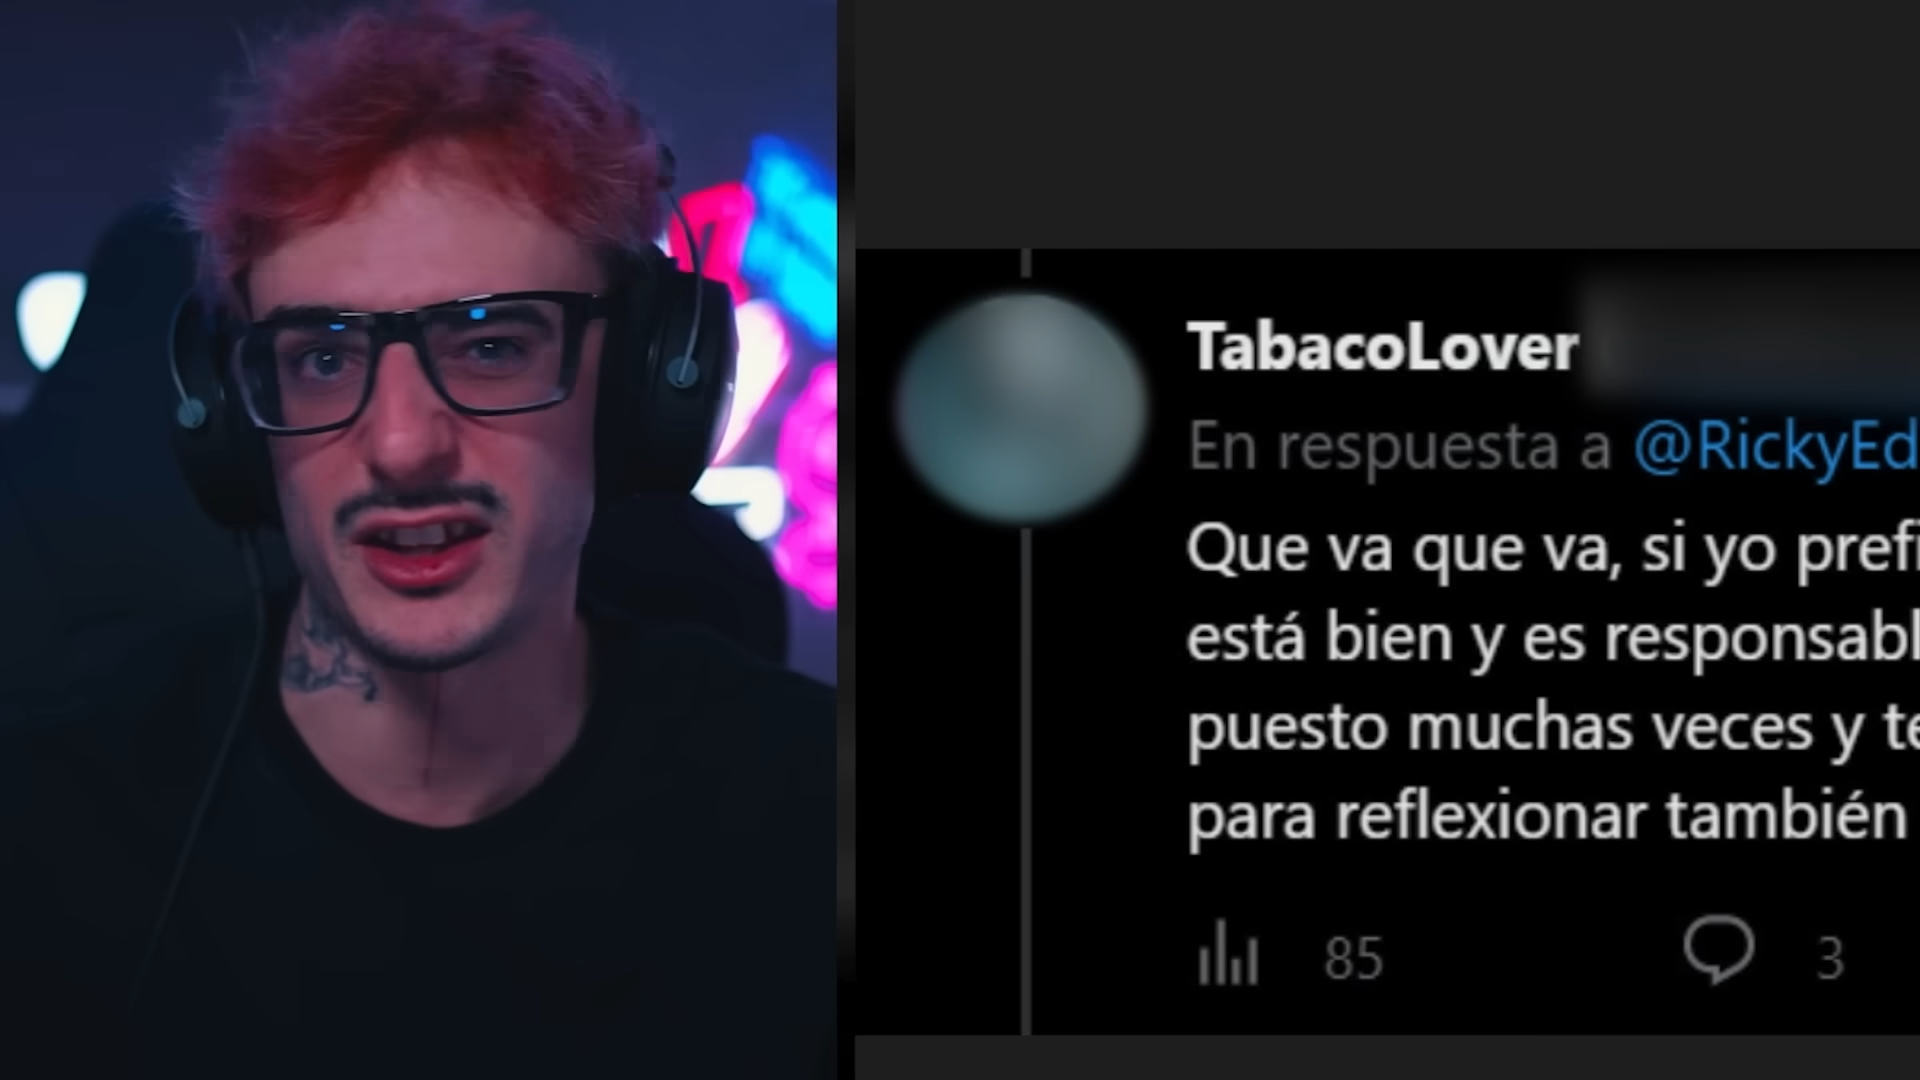 TabacoLover
En respuesta a @RickyEd
Que va que va, si yo prefi
está bien y es responsabl
puesto muchas veces y te
para reflexionar también
85
3